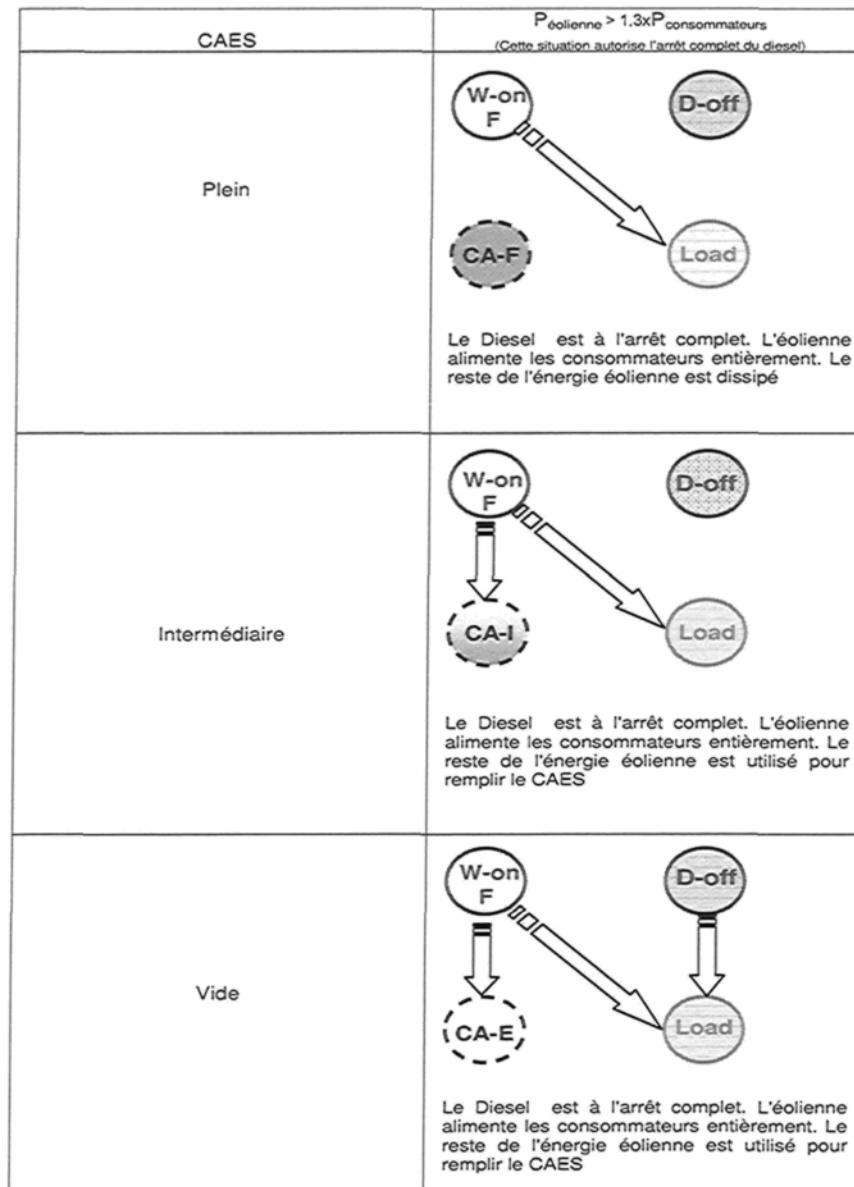 CAES
Péolienne > 1.3xPconsommateurs
(Cette situation autorise l'arrêt complet du diesel)
Plein
W-on
F
D-off
CA-F
Load
Le Diesel est à l'arrêt complet. L'éolienne
alimente les consommateurs entièrement. Le
reste de l'énergie éolienne est dissipé
Intermédiaire
W-on
F
D-off
CA-I
Load
Le Diesel est à l'arrêt complet. L'éolienne
alimente les consommateurs entièrement. Le
reste de l'énergie éolienne est utilisé pour
remplir le CAES
Vide
W-on
F
D-off
CA-E
Load
Le Diesel est à l'arrêt complet. L'éolienne
alimente les consommateurs entièrement. Le
reste de l'énergie éolienne est utilisé pour
remplir le CAES